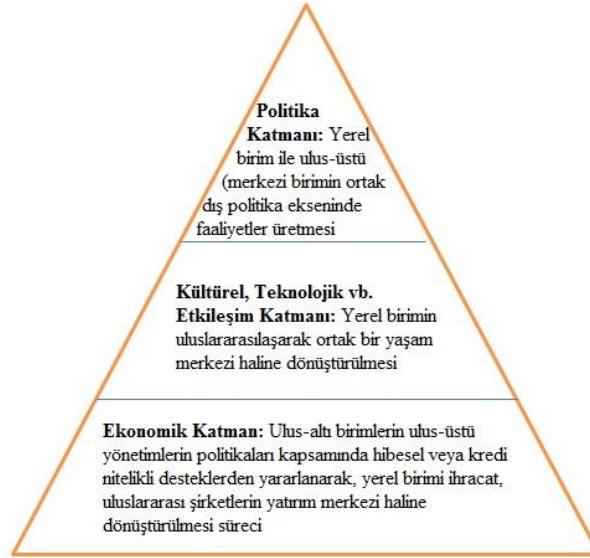 Politika
Katmanı: Yerel
birim ile ulus-üstü
(merkezi birimin ortak
dış politika ekseninde
faaliyetler üretmesi
Kültürel, Teknolojik vb.
Etkileşim Katmanı: Yerel birimin
uluslararasılaşarak ortak bir yaşam
merkezi haline dönüştürülmesi
Ekonomik Katman: Ulus-altı birimlerin ulus-üstü
yönetimlerin politikaları kapsamında hibesel veya kredi
nitelikli desteklerden yararlanarak, yerel birimi ihracat,
uluslararası şirketlerin yatırım merkezi haline
dönüştürülmesi süreci